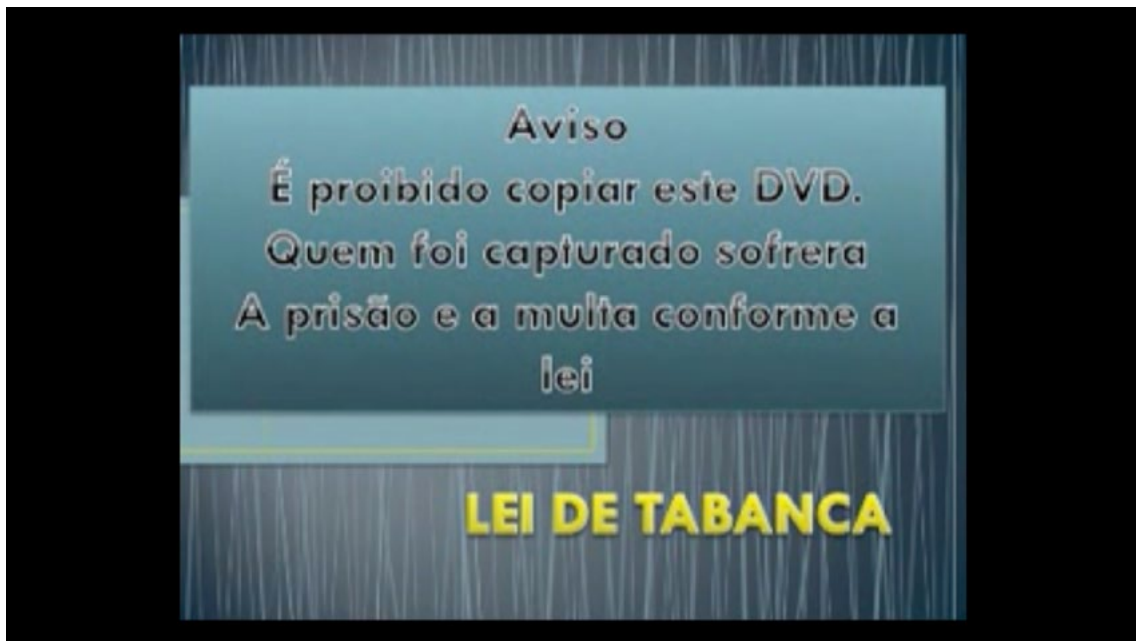 Aviso
É proibido copiar este DVD.
Quem foi capturado sofrera
A prisão e a multa conforme a
lei
LEI DE TABANCA